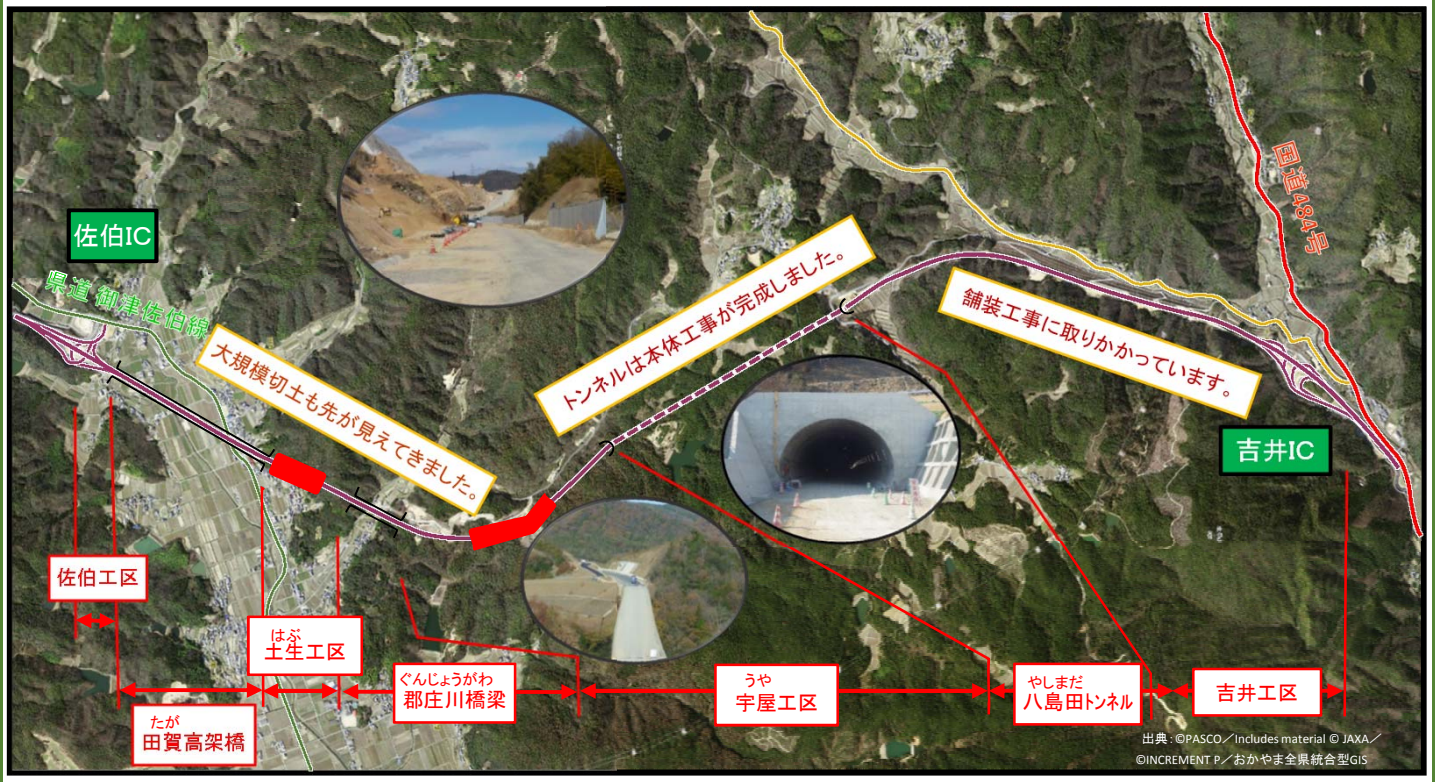 佐伯IC
県道 御津佐伯線
大規模切土も先が見えてきました。
トンネルは本体工事が完成しました。
舗装工事に取りかかっています。
国道484号
吉井IC
佐伯工区
たが
田賀高架橋
はぶ
土生工区
ぐんじょうがわ
郡庄川橋梁
うや
宇屋工区
やしまだ
八島田トンネル
吉井工区
出典:©PASCO/Includes material © JAXA/
©INCREMENT P/おかやま全県統合型GIS